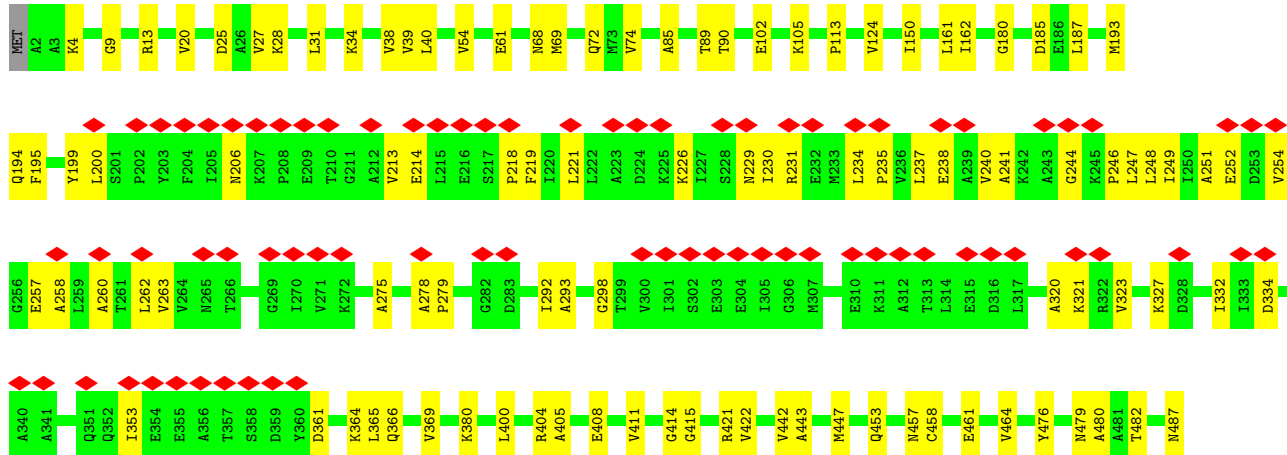 MET A2 A3 K4 G9 R13 V20 D25 A26 V27 K28 L31 K34 V38 V39 L40 V54 E61 N68 M69 Q72 M73 V74 A85 T89 T90 E102 K105 P113 V124 I150 L161 I162 G180 D185 E186 L187 M193
Q194 F195 Y199 L200 S201 P202 Y203 F204 I205 N206 K207 P208 E209 T210 G211 A212 V213 E214 L215 E216 S217 P218 F219 I220 L221 L222 A223 D224 K225 K226 I227 S228 N229 I230 R231 E232 M233 L234 P235 V236 L237 E238 A239 V240 A241 K242 A243 G244 K245 P246 L247 L248 I249 I250 A251 E252 D253 V254
G256 E257 A258 L259 A260 T261 L262 V263 V264 N265 T266 G269 I270 V271 K272 A275 A278 P279 G282 D283 I292 A293 G298 T299 V300 I301 S302 E303 E304 I305 G306 M307 E310 K311 A312 T313 L314 E315 D316 L317 A320 K321 R322 V323 K327 D328 I332 I333 D334
A340 A341 Q351 Q352 I353 E354 E355 A356 T357 S358 D359 Y360 D361 K364 L365 Q366 V369 K380 L400 R404 A405 E408 V411 G414 G415 R421 V422 V442 A443 M447 Q453 N457 C458 E461 V464 Y476 N479 A480 A481 T482 N487